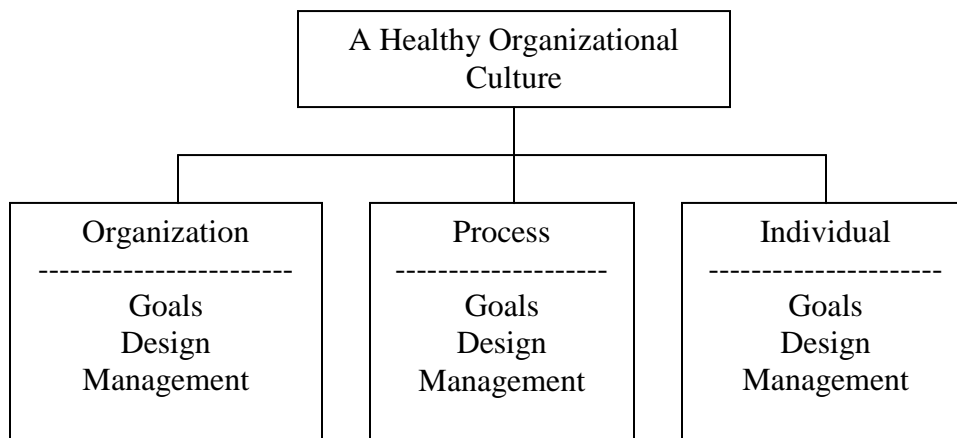 A Healthy Organizational
Culture
Organization
------------------------
Goals
Design
Management
Process
--------------------
Goals
Design
Management
Individual
----------------------
Goals
Design
Management